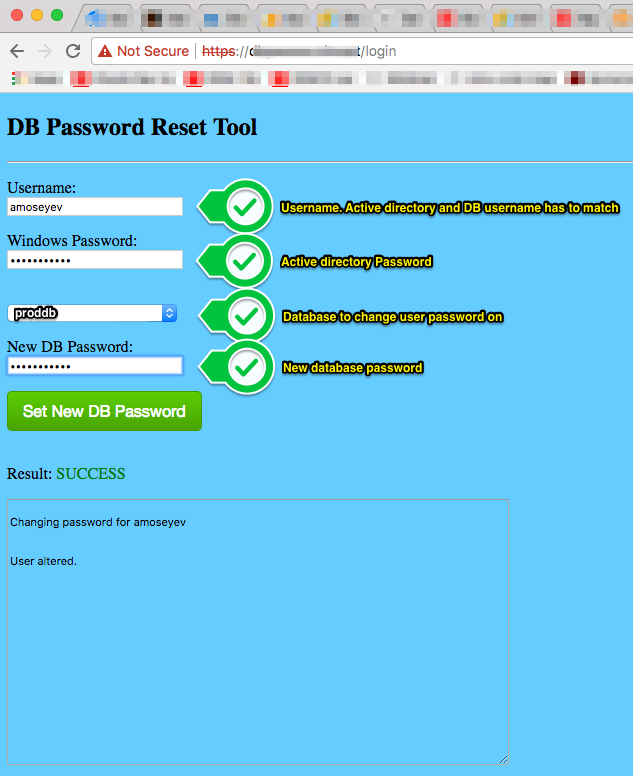 Not Secure | https:// /login
DB Password Reset Tool
Username:
amoseyev
Username. Active directory and DB username has to match
Windows Password:
•••••••••••
Active directory Password
proddb
Database to change user password on
New DB Password:
•••••••••••
New database password
Set New DB Password
Result: SUCCESS
Changing password for amoseyev
User altered.